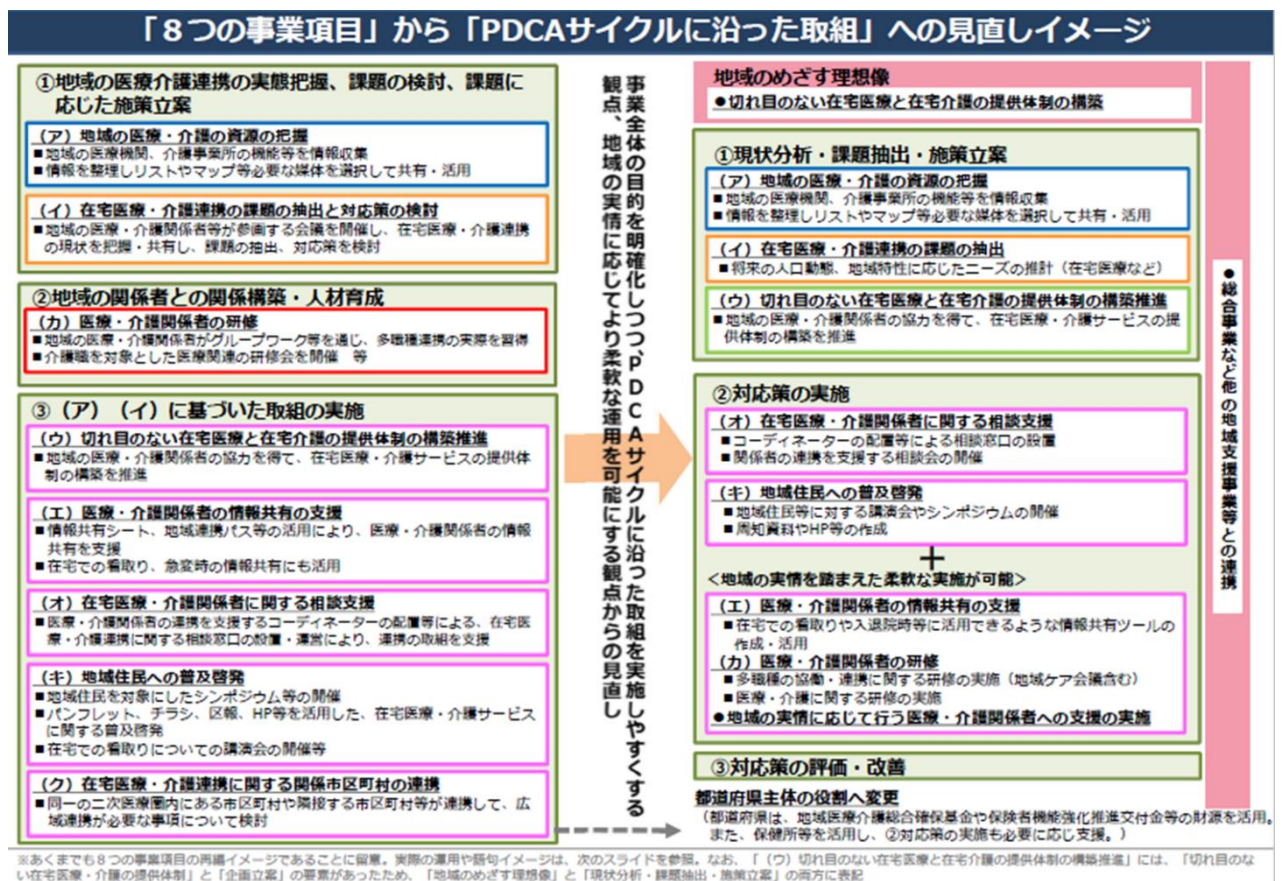 「８つの事業項目」から「PDCAサイクルに沿った取組」への見直しイメージ
①地域の医療介護連携の実態把握、課題の検討、課題に
応じた施策立案
（ア）地域の医療・介護の資源の把握
■地域の医療機関、介護事業所の機能等を情報収集
■情報を整理しリストやマップ等必要な媒体を選択して共有・活用
（イ）在宅医療・介護連携の課題の抽出と対応策の検討
■地域の医療・介護関係者等が参画する会議を開催し、在宅医療・介護連携
の現状を把握・共有し、課題の抽出、対応策を検討
②地域の関係者との関係構築・人材育成
（カ）医療・介護関係者の研修
■地域の医療・介護関係者がグループワーク等を通じ、多職種連携の実際を習得
■介護職を対象とした医療関連の研修会を開催　等
③（ア）（イ）に基づいた取組の実施
（ウ）切れ目のない在宅医療と在宅介護の提供体制の構築推進
■地域の医療・介護関係者の協力を得て、在宅医療・介護サービスの提供体
制の構築を推進
（エ）医療・介護関係者の情報共有の支援
■情報共有シート、地域連携パス等の活用により、医療・介護関係者の情報
共有を支援
■在宅での看取り、急変時の情報共有にも活用
（オ）在宅医療・介護関係者に関する相談支援
■医療・介護関係者の連携を支援するコーディネーターの配置等による、在宅医
療・介護連携に関する相談窓口の設置・運営により、連携の取組を支援
（キ）地域住民への普及啓発
■地域住民を対象にしたシンポジウム等の開催
■パンフレット、チラシ、区報、HP等を活用した、在宅医療・介護サービス
に関する普及啓発
■在宅での看取りについての講演会の開催等
（ク）在宅医療・介護連携に関する関係市区町村の連携
■同一の二次医療圏内にある市区町村や隣接する市区町村等が連携して、広
域連携が必要な事項について検討
事業全体の目的を明確化しつつ、PDCAサイクルに沿った取組を実施しやすくする
観点、地域の実情に応じてより柔軟な運用を可能にする観点からの見直し
地域のめざす理想像
●切れ目のない在宅医療と在宅介護の提供体制の構築
①現状分析・課題抽出・施策立案
（ア）地域の医療・介護の資源の把握
■地域の医療機関、介護事業所の機能等を情報収集
■情報を整理しリストやマップ等必要な媒体を選択して共有・活用
（イ）在宅医療・介護連携の課題の抽出
■将来の人口動態、地域特性に応じたニーズの推計（在宅医療など）
（ウ）切れ目のない在宅医療と在宅介護の提供体制の構築推進
■地域の医療・介護関係者の協力を得て、在宅医療・介護サービスの提
供体制の構築を推進
②対応策の実施
（オ）在宅医療・介護関係者に関する相談支援
■コーディネーターの配置等による相談窓口の設置
■関係者の連携を支援する相談会の開催
（キ）地域住民への普及啓発
■地域住民等に対する講演会やシンポジウムの開催
■周知資料やHP等の作成
＋
＜地域の実情を踏まえた柔軟な実施が可能＞
（エ）医療・介護関係者の情報共有の支援
■在宅での看取りや入退院時等に活用できるような情報共有ツールの
作成・活用
（カ）医療・介護関係者の研修
■多職種の協働・連携に関する研修の実施（地域ケア会議含む）
■医療・介護に関する研修の実施
●地域の実情に応じて行う医療・介護関係者への支援の実施
③対応策の評価・改善
●総合事業など他の地域支援事業等との連携
都道府県主体の役割へ変更
（都道府県は、地域医療介護総合確保基金や保険者機能強化推進交付金等の財源を活用。
また、保健所等を活用し、②対応策の実施も必要に応じ支援。）
※あくまでも８つの事業項目の再編イメージであることに留意。実際の運用や語句イメージは、次のスライドを参照。なお、「（ウ）切れ目のない在宅医療と在宅介護の提供体制の構築推進」には、「切れ目のな
い在宅医療・介護の提供体制」と「企画立案」の要素があったため、「地域のめざす理想像」と「現状分析・課題抽出・施策立案」の両方に表記